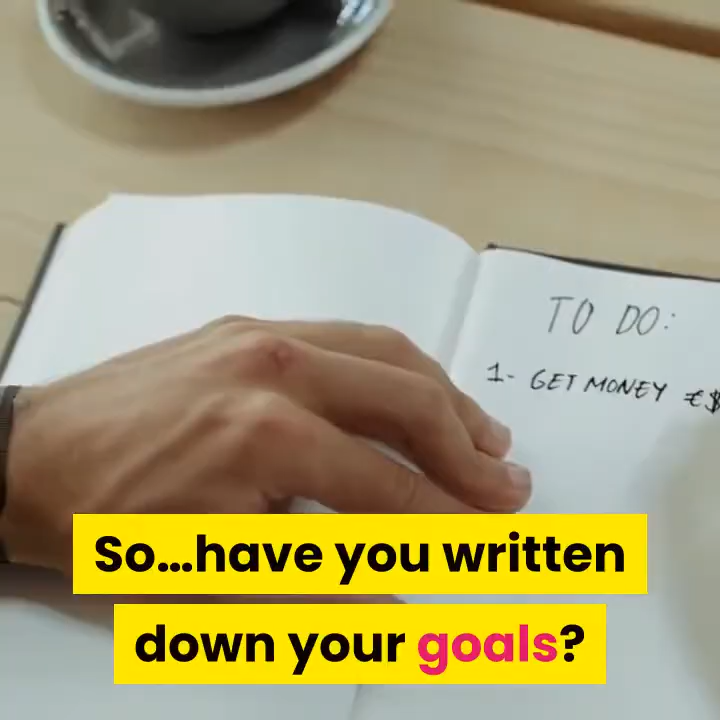 TO DO:
1- GET MONEY €$
So...have you written
down your goals?